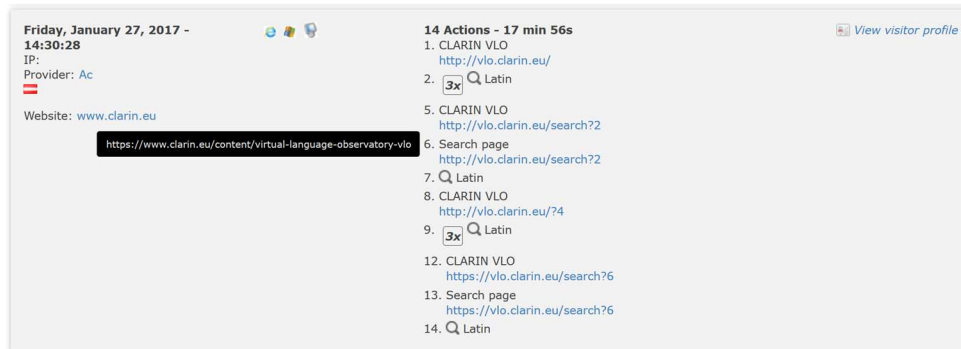 Friday, January 27, 2017 -
14:30:28
IP:
Provider: Ac
Website: www.clarin.eu
https://www.clarin.eu/content/virtual-language-observatory-vlo
14 Actions - 17 min 56s
1. CLARIN VLO
http://vlo.clarin.eu/
2. 3x Latin
5. CLARIN VLO
http://vlo.clarin.eu/search?2
6. Search page
http://vlo.clarin.eu/search?2
7. Latin
8. CLARIN VLO
http://vlo.clarin.eu/?4
9. 3x Latin
12. CLARIN VLO
https://vlo.clarin.eu/search?6
13. Search page
https://vlo.clarin.eu/search?6
14. Latin
View visitor profile